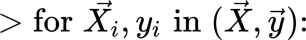 > for $\vec{X}_i, y_i$ in $(\vec{X}, \vec{y})$: